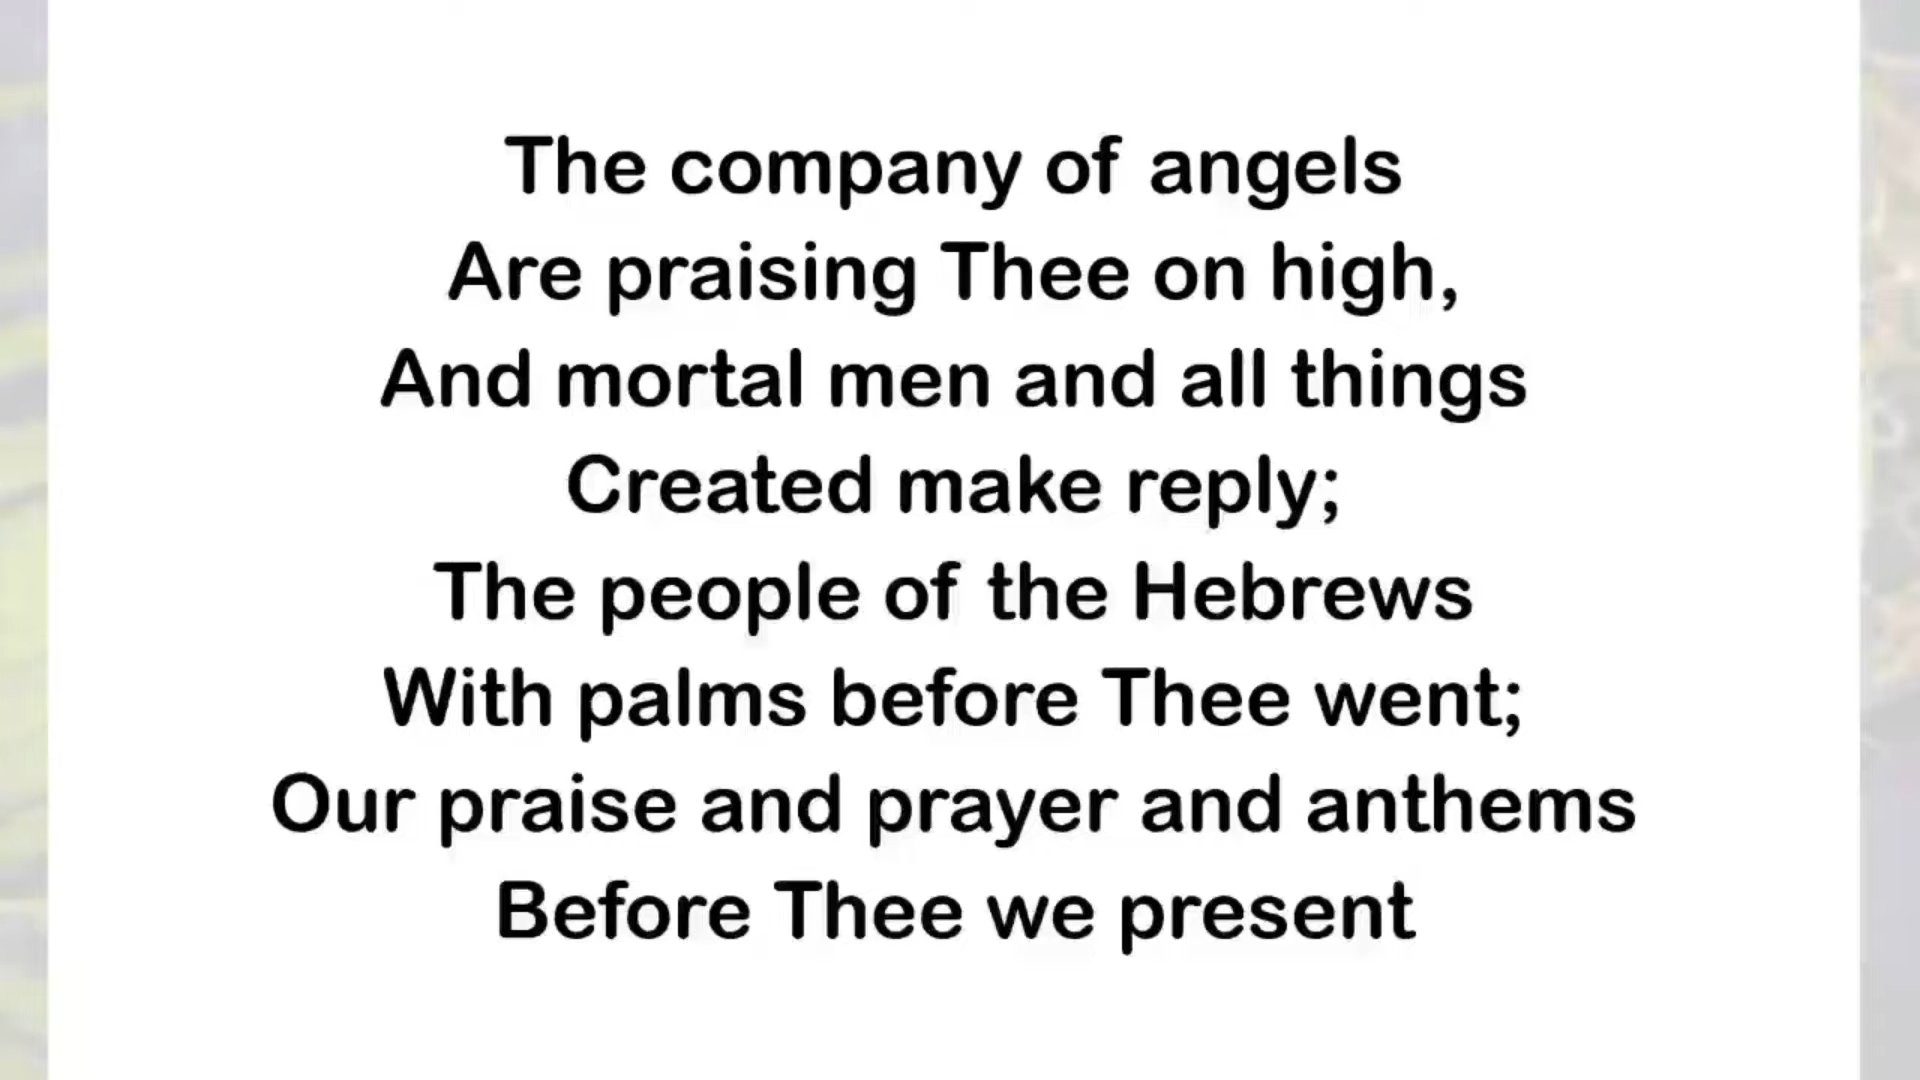 The company of angels
Are praising Thee on high,
And mortal men and all things
Created make reply;
The people of the Hebrews
With palms before Thee went;
Our praise and prayer and anthems
Before Thee we present